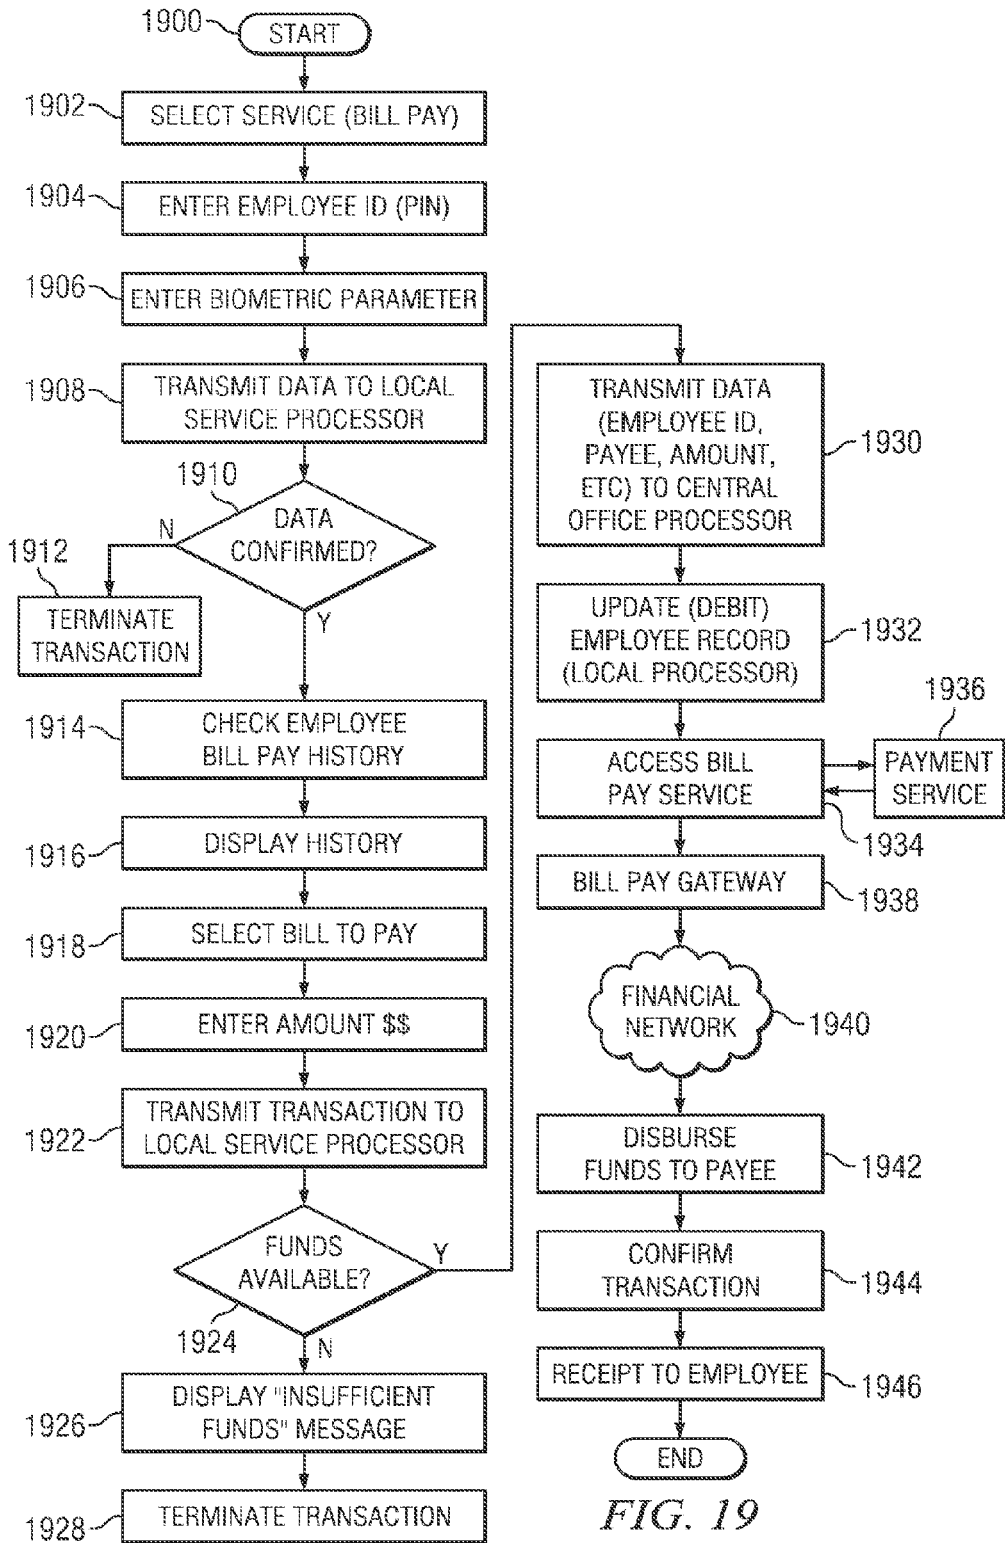 1900
START
1902
SELECT SERVICE (BILL PAY)
1904
ENTER EMPLOYEE ID (PIN)
1906
ENTER BIOMETRIC PARAMETER
1908
TRANSMIT DATA TO LOCAL
SERVICE PROCESSOR
1910
DATA
CONFIRMED?
N
Y
1912
TERMINATE
TRANSACTION
1914
CHECK EMPLOYEE
BILL PAY HISTORY
1916
DISPLAY HISTORY
1918
SELECT BILL TO PAY
1920
ENTER AMOUNT $$
1922
TRANSMIT TRANSACTION TO
LOCAL SERVICE PROCESSOR
FUNDS
AVAILABLE?
Y
1924
N
1926
DISPLAY "INSUFFICIENT
FUNDS" MESSAGE
1928
TERMINATE TRANSACTION
TRANSMIT DATA
(EMPLOYEE ID,
PAYEE, AMOUNT,
ETC) TO CENTRAL
OFFICE PROCESSOR
1930
UPDATE (DEBIT)
EMPLOYEE RECORD
(LOCAL PROCESSOR)
1932
1936
ACCESS BILL
PAY SERVICE
PAYMENT
SERVICE
1934
BILL PAY GATEWAY
1938
FINANCIAL
NETWORK
1940
DISBURSE
FUNDS TO PAYEE
1942
CONFIRM
TRANSACTION
1944
RECEIPT TO EMPLOYEE
1946
END
FIG. 19